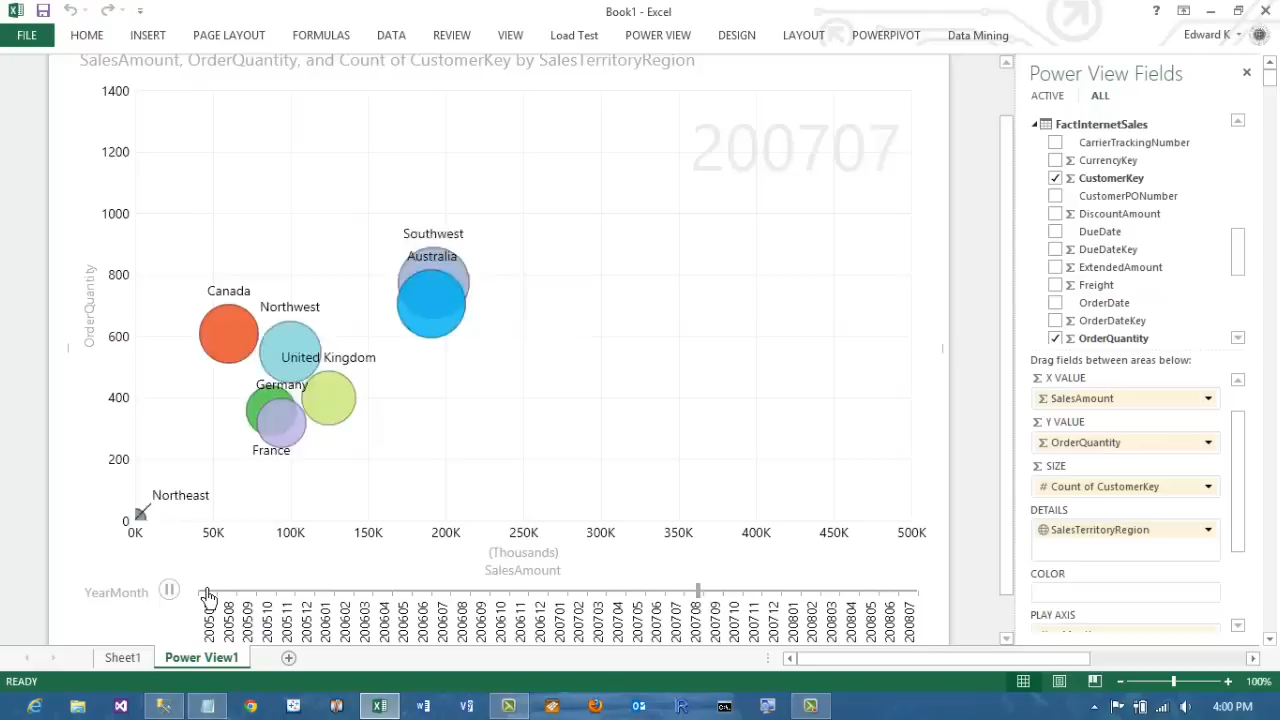 Book1 - Excel
?
FILE HOME INSERT PAGE LAYOUT FORMULAS DATA REVIEW VIEW Load Test POWER VIEW DESIGN LAYOUT POWERPIVOT Data Mining Edward K
SalesAmount, OrderQuantity, and Count of CustomerKey by SalesTerritoryRegion
200707
1400
1200
1000
800
600
400
200
0
OrderQuantity
Southwest
Australia
Canada
Northwest
United Kingdom
Germany
France
Northeast
0K 50K 100K 150K 200K 250K 300K 350K 400K 450K 500K
(Thousands)
SalesAmount
YearMonth
200507 200508 200509 200510 200511 200512 200601 200602 200603 200604 200605 200606 200607 200608 200609 200610 200611 200612 200701 200702 200703 200704 200705 200706 200707 200708 200709 200710 200711 200712 200801 200802 200803 200804 200805 200806 200807
Power View Fields
ACTIVE ALL
FactInternetSales
CarrierTrackingNumber
Σ CurrencyKey
Σ CustomerKey
CustomerPONumber
Σ DiscountAmount
DueDate
Σ DueDateKey
Σ ExtendedAmount
Σ Freight
OrderDate
Σ OrderDateKey
Σ OrderQuantity
Drag fields between areas below:
Σ X VALUE
Σ SalesAmount
Σ Y VALUE
Σ OrderQuantity
Σ SIZE
# Count of CustomerKey
DETAILS
SalesTerritoryRegion
COLOR
PLAY AXIS
Sheet1 Power View1
READY
100%
4:00 PM